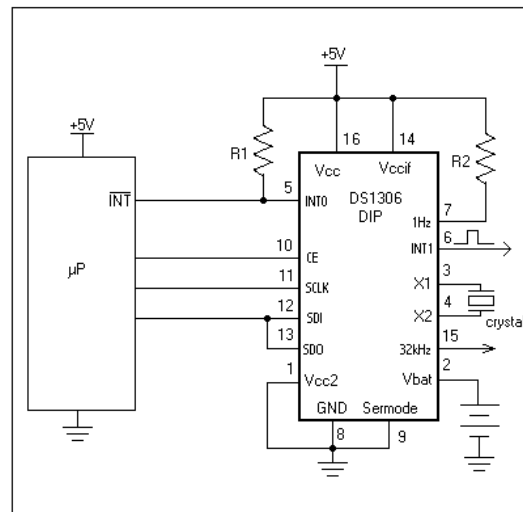 +5V
+5V
16
14
R1
R2
Vcc
Vccif
DS1306
DIP
INT
5
INT0
7
1Hz
6
INT1
µP
10
CE
3
X1
11
SCLK
4
X2
crystal
12
SDI
13
SDO
15
32kHz
1
Vcc2
2
Vbat
GND
Sermode
8
9